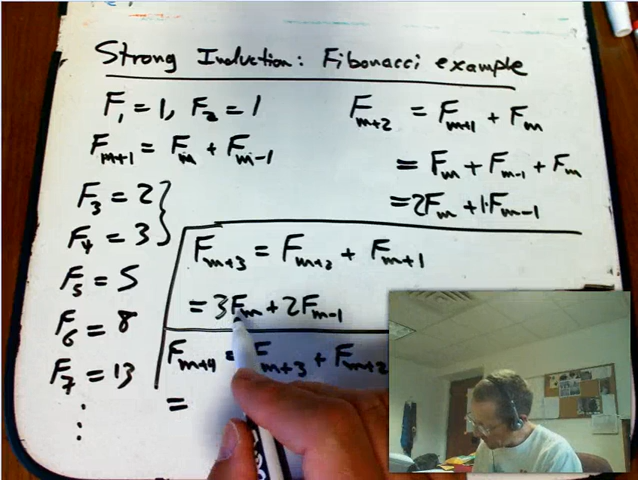 Strong Induction: Fibonacci example
F₁ = 1, F₂ = 1
Fₘ₊₁ = Fₘ + Fₘ₋₁
F₃ = 2
F₄ = 3
F₅ = 5
F₆ = 8
F₇ = 13
⋮
Fₘ₊₂ = Fₘ₊₁ + Fₘ
= Fₘ + Fₘ₋₁ + Fₘ
= 2Fₘ + 1·Fₘ₋₁
Fₘ₊₃ = Fₘ₊₂ + Fₘ₊₁
= 3Fₘ + 2Fₘ₋₁
Fₘ₊₄ = Fₘ₊₃ + Fₘ₊₂
=